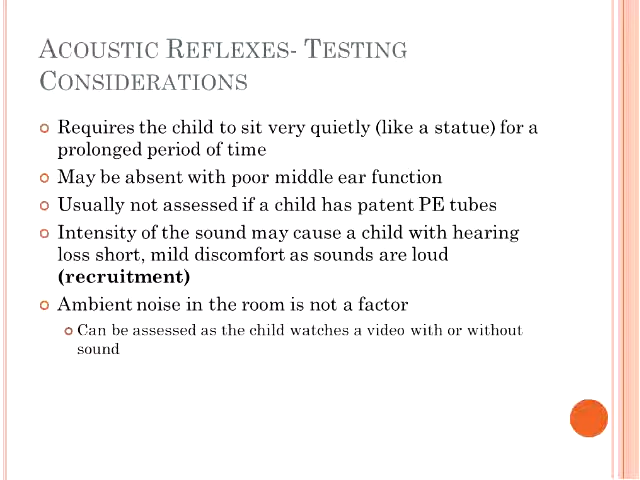 ACOUSTIC REFLEXES- TESTING
CONSIDERATIONS
Requires the child to sit very quietly (like a statue) for a
prolonged period of time
May be absent with poor middle ear function
Usually not assessed if a child has patent PE tubes
Intensity of the sound may cause a child with hearing
loss short, mild discomfort as sounds are loud
(recruitment)
Ambient noise in the room is not a factor
Can be assessed as the child watches a video with or without
sound